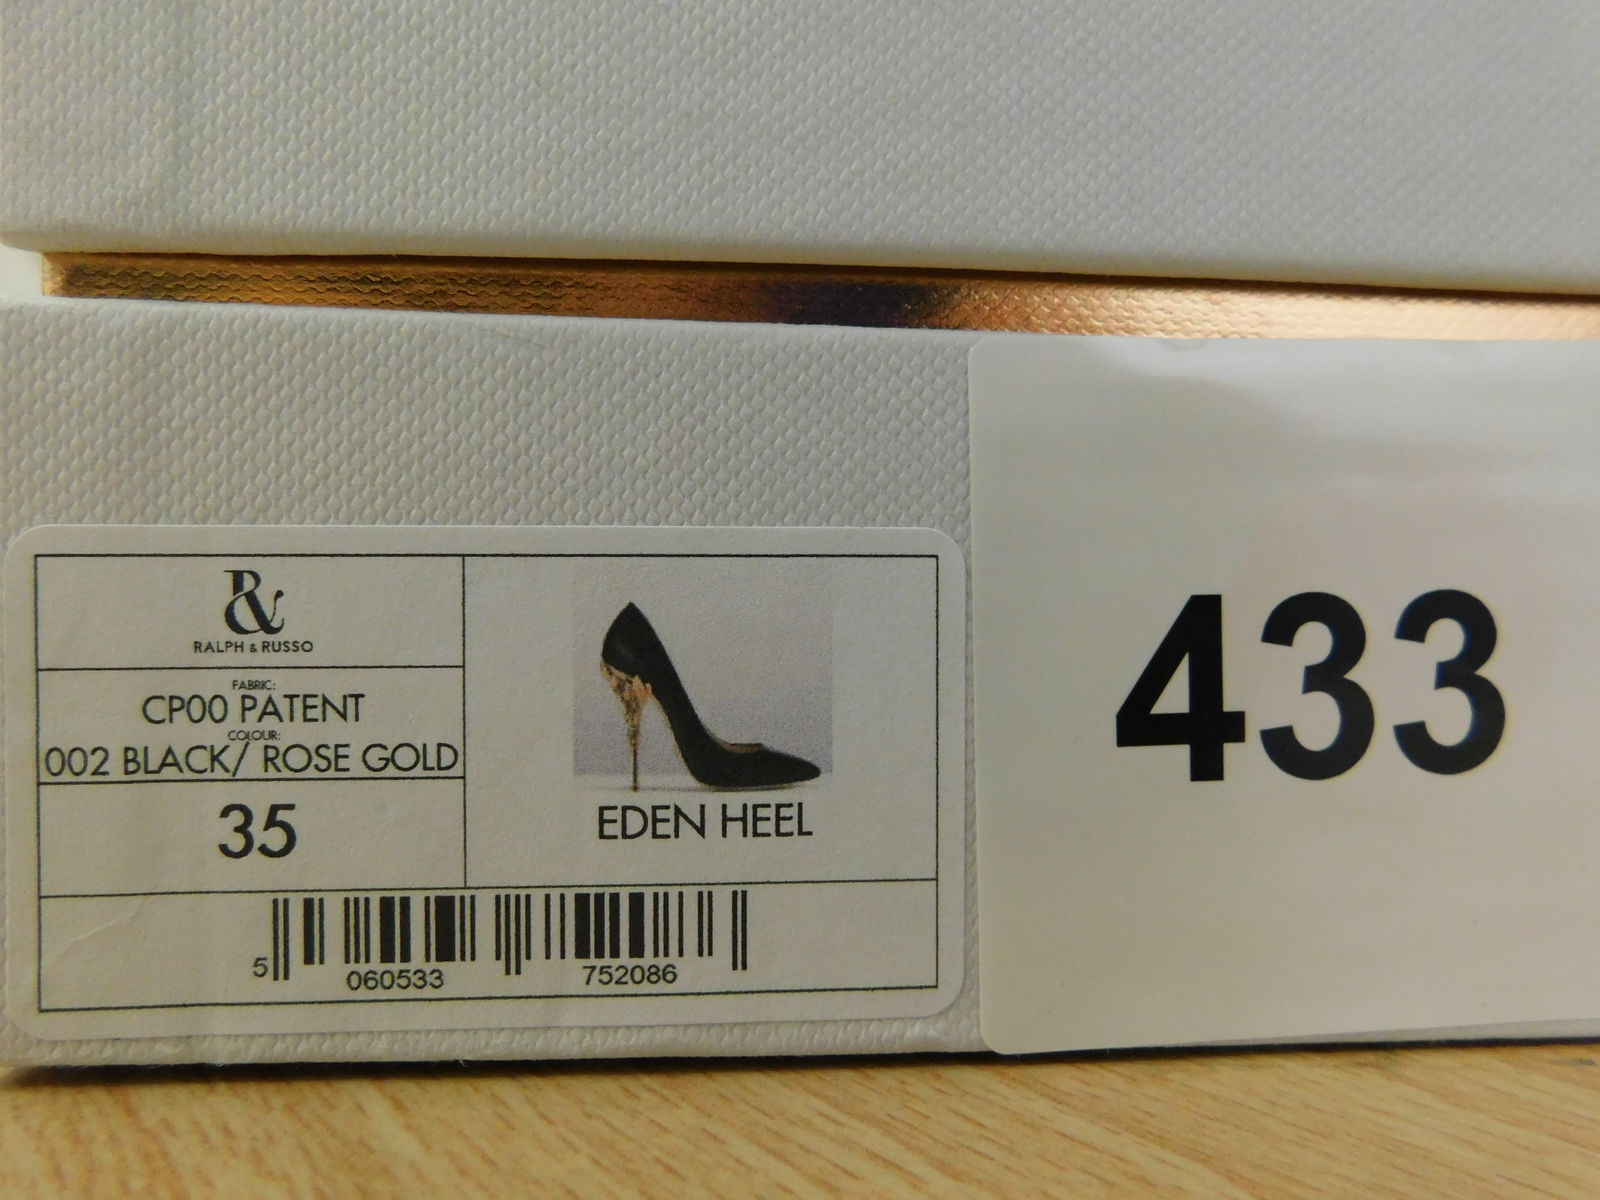 R&
RALPH & RUSSO
FABRIC:
CP00 PATENT
COLOUR:
002 BLACK/ ROSE GOLD
35
EDEN HEEL
5 060533 752086
433